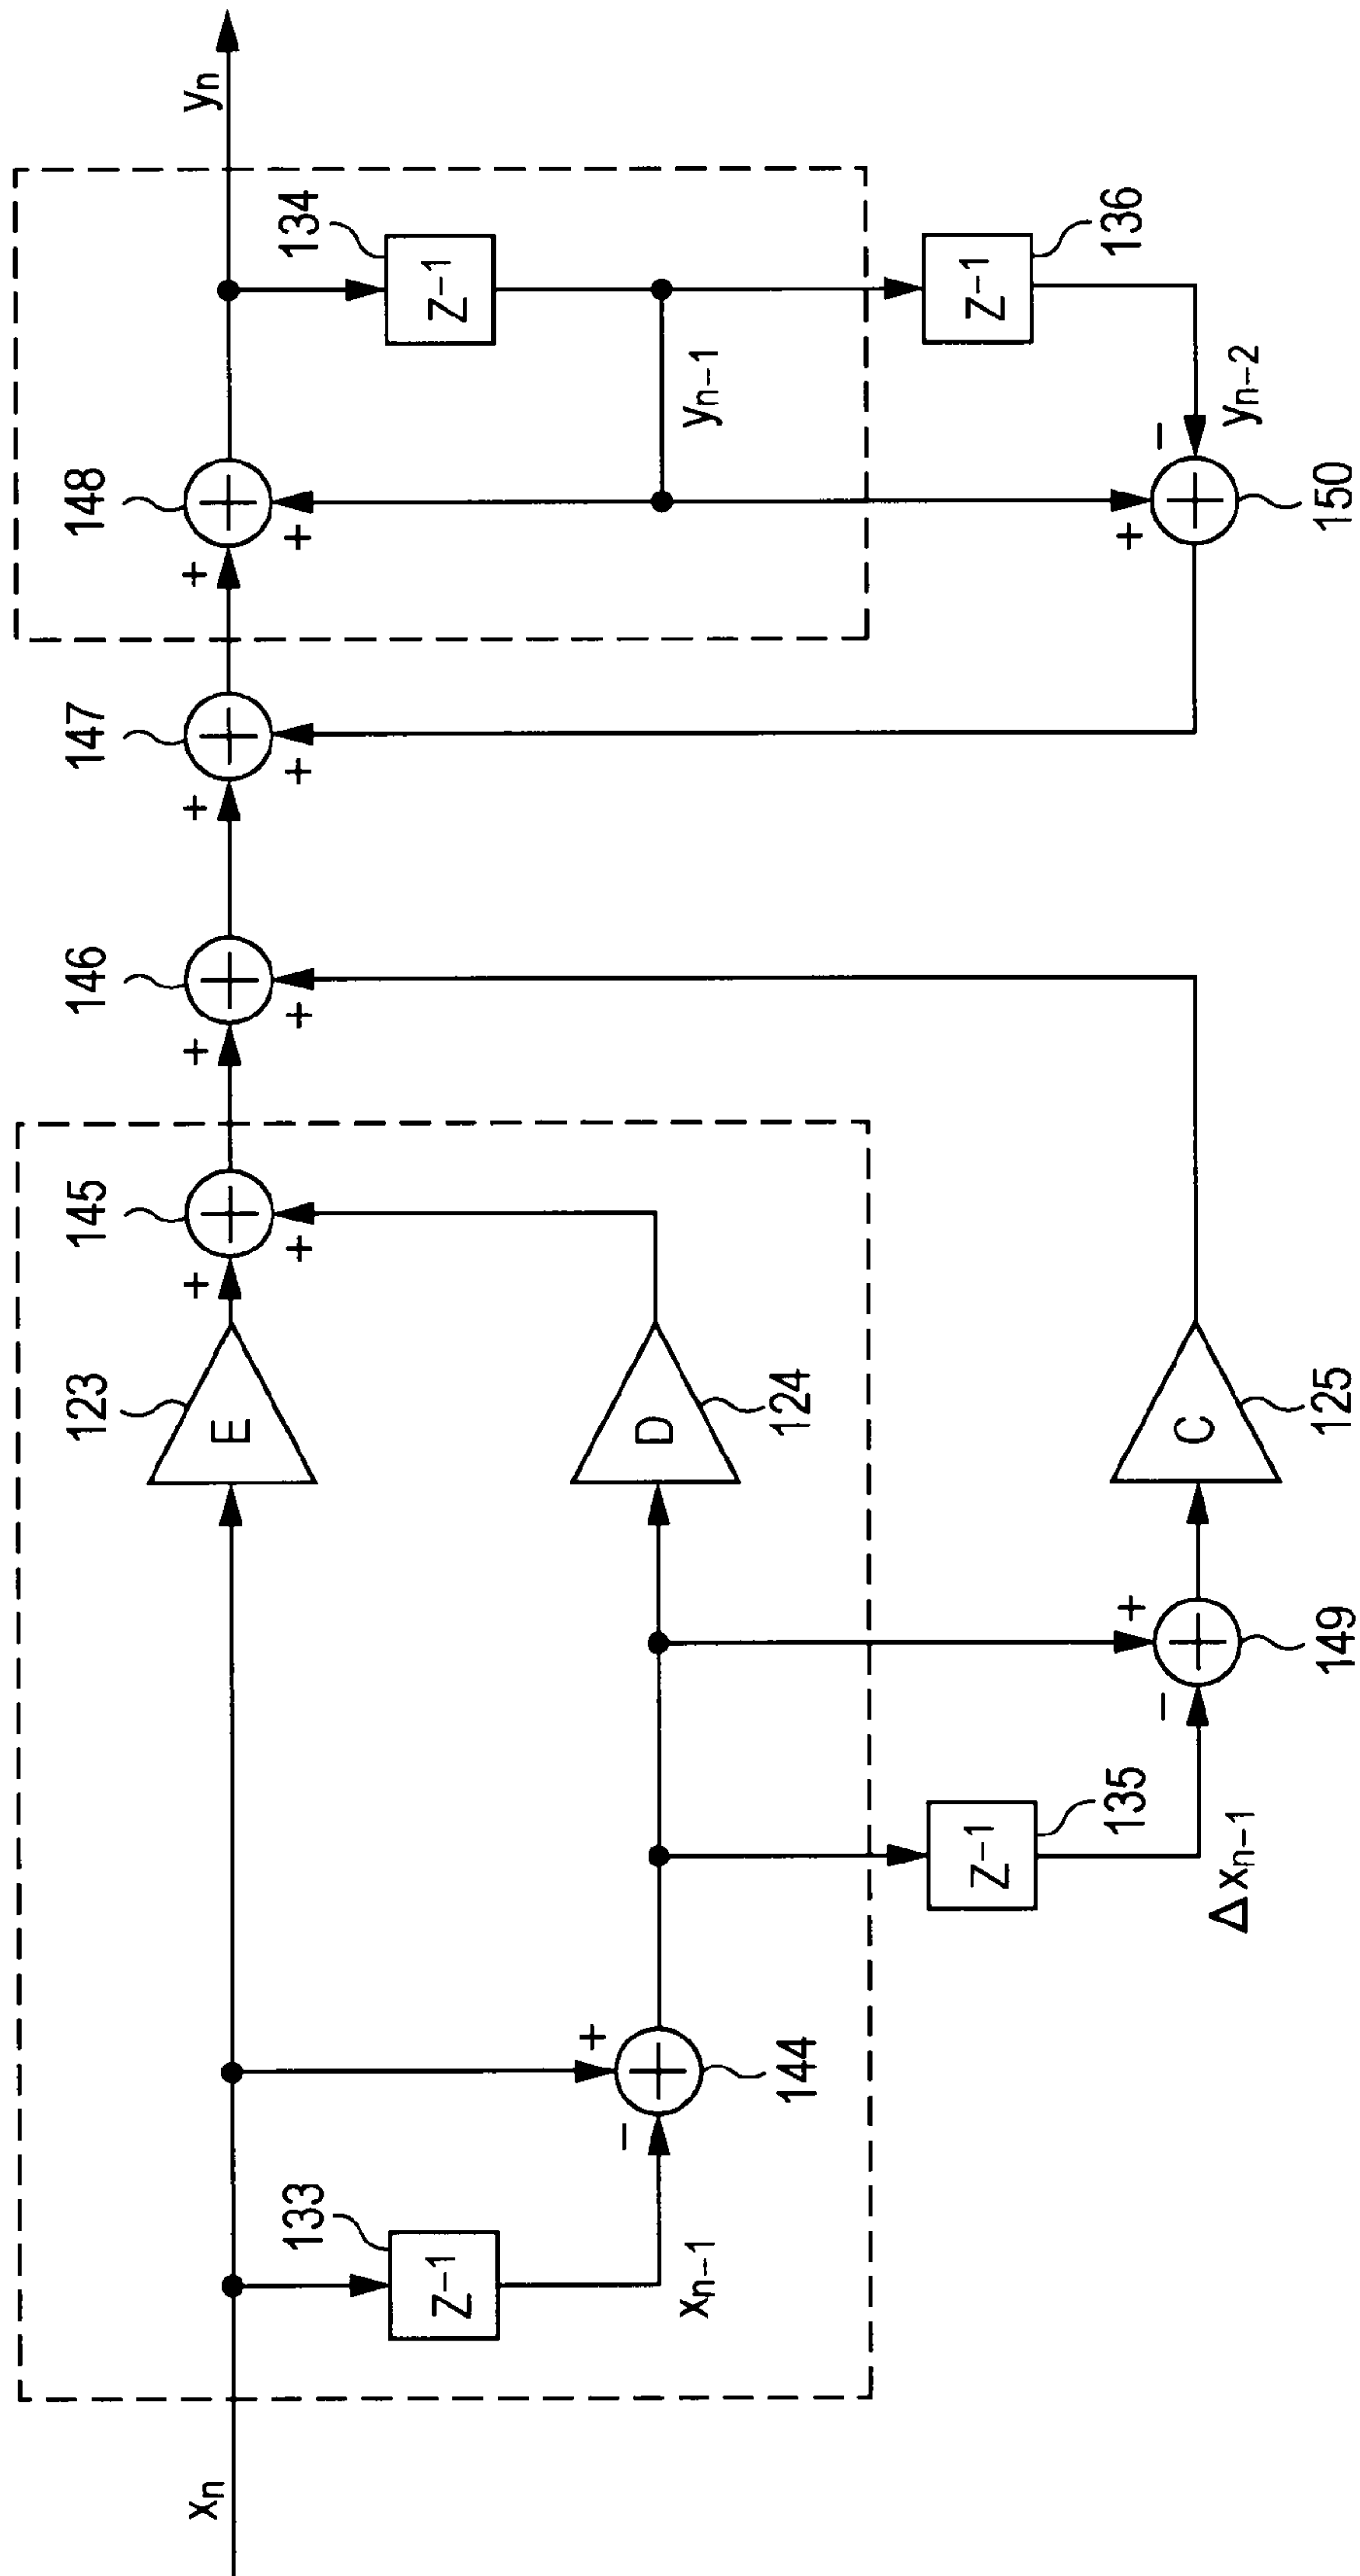 xₙ
133
Z⁻¹
xₙ₋₁
+
−
144
E
123
+
+
145
D
124
Z⁻¹
135
Δxₙ₋₁
−
+
149
C
125
+
+
146
+
+
147
+
+
148
134
Z⁻¹
yₙ₋₁
Z⁻¹
136
−
+
yₙ₋₂
150
yₙ